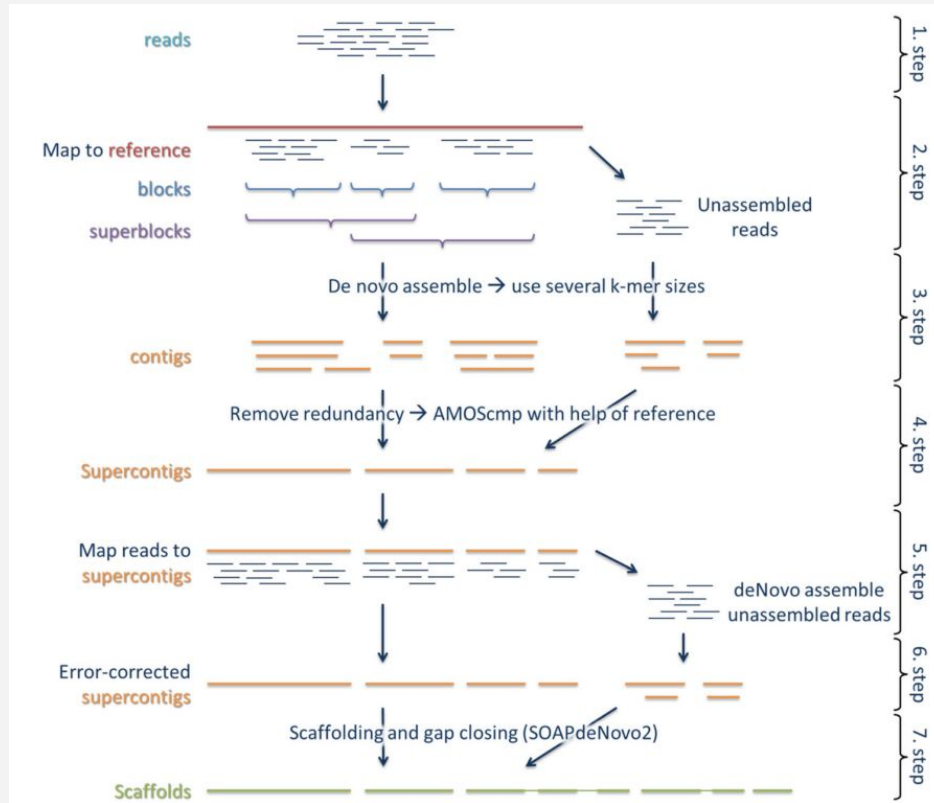 reads
1. step
Map to reference
2. step
blocks
Unassembled
reads
superblocks
De novo assemble → use several k-mer sizes
3. step
contigs
Remove redundancy → AMOScmp with help of reference
4. step
Supercontigs
Map reads to
supercontigs
5. step
deNovo assemble
unassembled reads
Error-corrected
supercontigs
6. step
Scaffolding and gap closing (SOAPdeNovo2)
7. step
Scaffolds